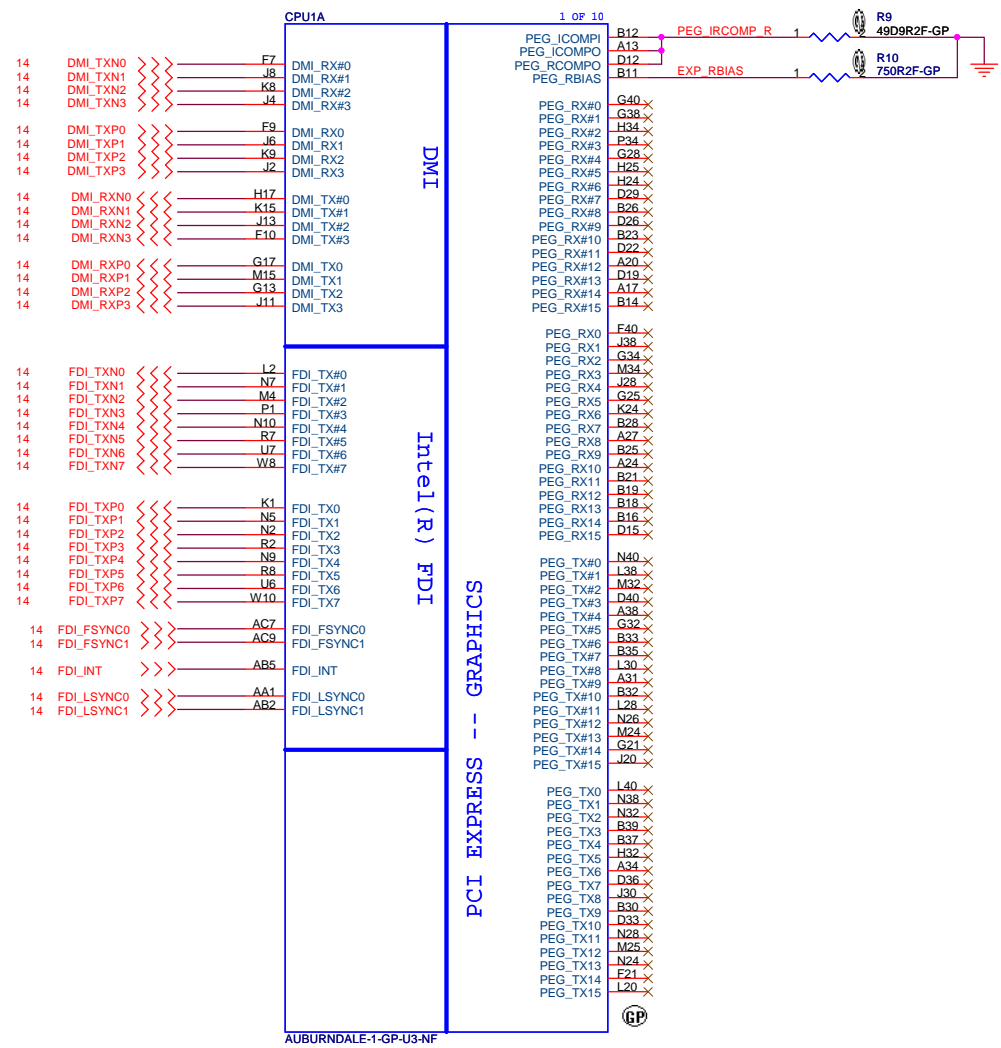 CPU1A
1 OF 10
14 DMI_TXN0 F7 DMI_RX#0
14 DMI_TXN1 J8 DMI_RX#1
14 DMI_TXN2 K8 DMI_RX#2
14 DMI_TXN3 J4 DMI_RX#3
14 DMI_TXP0 F9 DMI_RX0
14 DMI_TXP1 J6 DMI_RX1
14 DMI_TXP2 K9 DMI_RX2
14 DMI_TXP3 J2 DMI_RX3
14 DMI_RXN0 H17 DMI_TX#0
14 DMI_RXN1 K15 DMI_TX#1
14 DMI_RXN2 J13 DMI_TX#2
14 DMI_RXN3 F10 DMI_TX#3
14 DMI_RXP0 G17 DMI_TX0
14 DMI_RXP1 M15 DMI_TX1
14 DMI_RXP2 G13 DMI_TX2
14 DMI_RXP3 J11 DMI_TX3
DMI
14 FDI_TXN0 L2 FDI_TX#0
14 FDI_TXN1 N7 FDI_TX#1
14 FDI_TXN2 M4 FDI_TX#2
14 FDI_TXN3 P1 FDI_TX#3
14 FDI_TXN4 N10 FDI_TX#4
14 FDI_TXN5 R7 FDI_TX#5
14 FDI_TXN6 U7 FDI_TX#6
14 FDI_TXN7 W8 FDI_TX#7
14 FDI_TXP0 K1 FDI_TX0
14 FDI_TXP1 N5 FDI_TX1
14 FDI_TXP2 N2 FDI_TX2
14 FDI_TXP3 R2 FDI_TX3
14 FDI_TXP4 N9 FDI_TX4
14 FDI_TXP5 R8 FDI_TX5
14 FDI_TXP6 U6 FDI_TX6
14 FDI_TXP7 W10 FDI_TX7
14 FDI_FSYNC0 AC7 FDI_FSYNC0
14 FDI_FSYNC1 AC9 FDI_FSYNC1
14 FDI_INT AB5 FDI_INT
14 FDI_LSYNC0 AA1 FDI_LSYNC0
14 FDI_LSYNC1 AB2 FDI_LSYNC1
Intel(R) FDI
PCI EXPRESS -- GRAPHICS
PEG_ICOMPI B12 PEG_IRCOMP_R 1 2 R9 49D9R2F-GP
PEG_ICOMPO A13
PEG_RCOMPO D12
PEG_RBIAS B11 EXP_RBIAS 1 2 R10 750R2F-GP
PEG_RX#0 G40
PEG_RX#1 G38
PEG_RX#2 H34
PEG_RX#3 P34
PEG_RX#4 G28
PEG_RX#5 H25
PEG_RX#6 H24
PEG_RX#7 D29
PEG_RX#8 B26
PEG_RX#9 D26
PEG_RX#10 B23
PEG_RX#11 D22
PEG_RX#12 A20
PEG_RX#13 D19
PEG_RX#14 A17
PEG_RX#15 B14
PEG_RX0 F40
PEG_RX1 J38
PEG_RX2 G34
PEG_RX3 M34
PEG_RX4 J28
PEG_RX5 G25
PEG_RX6 K24
PEG_RX7 B28
PEG_RX8 A27
PEG_RX9 B25
PEG_RX10 A24
PEG_RX11 B21
PEG_RX12 B19
PEG_RX13 B18
PEG_RX14 B16
PEG_RX15 D15
PEG_TX#0 N40
PEG_TX#1 L38
PEG_TX#2 M32
PEG_TX#3 D40
PEG_TX#4 A38
PEG_TX#5 G32
PEG_TX#6 B33
PEG_TX#7 B35
PEG_TX#8 L30
PEG_TX#9 A31
PEG_TX#10 B32
PEG_TX#11 L28
PEG_TX#12 N26
PEG_TX#13 M24
PEG_TX#14 G21
PEG_TX#15 J20
PEG_TX0 L40
PEG_TX1 N38
PEG_TX2 N32
PEG_TX3 B39
PEG_TX4 B37
PEG_TX5 H32
PEG_TX6 A34
PEG_TX7 D36
PEG_TX8 J30
PEG_TX9 B30
PEG_TX10 D33
PEG_TX11 N28
PEG_TX12 M25
PEG_TX13 N24
PEG_TX14 F21
PEG_TX15 L20
GP
AUBURNDALE-1-GP-U3-NF